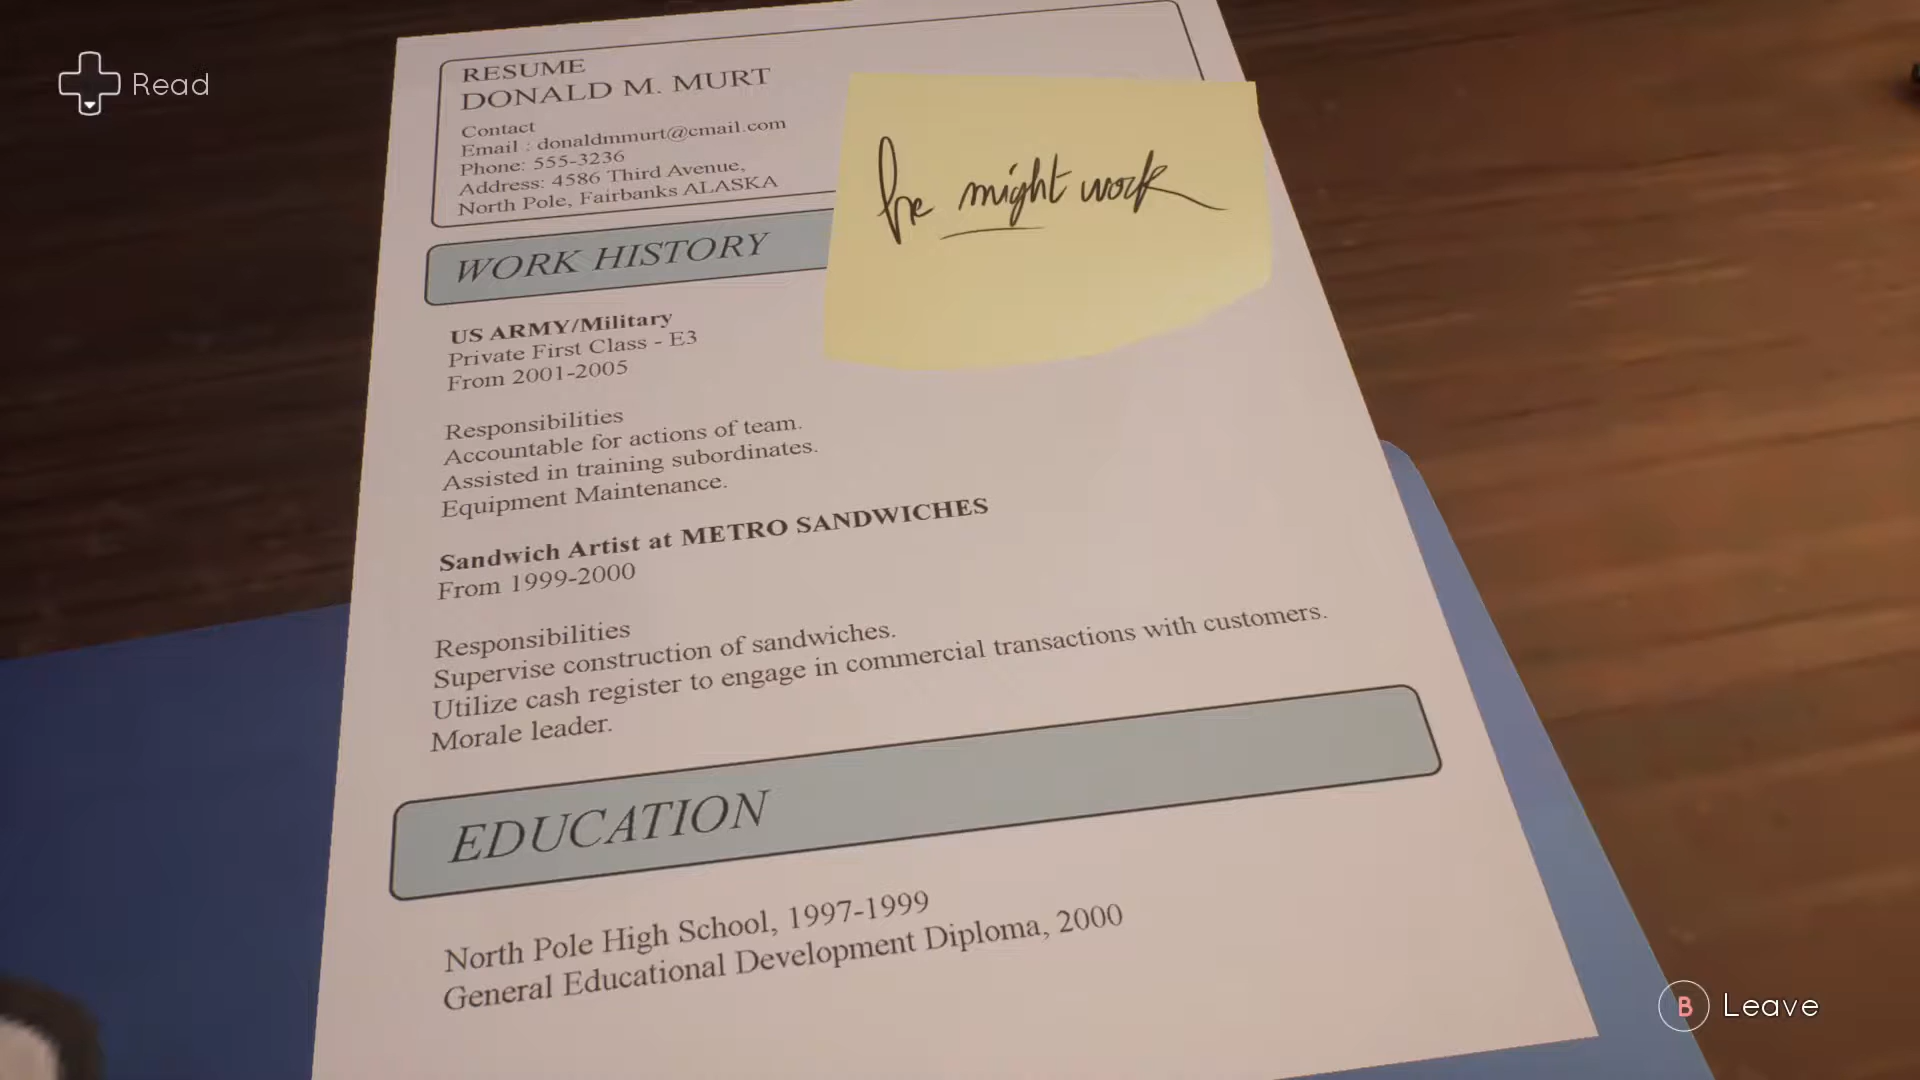 Read
RESUME
DONALD M. MURT
Contact
Email : donaldmmurt@cmail.com
Phone: 555-3236
Address: 4586 Third Avenue,
North Pole, Fairbanks ALASKA
he might work
WORK HISTORY
US ARMY/Military
Private First Class - E3
From 2001-2005
Responsibilities
Accountable for actions of team.
Assisted in training subordinates.
Equipment Maintenance.
Sandwich Artist at METRO SANDWICHES
From 1999-2000
Responsibilities
Supervise construction of sandwiches.
Utilize cash register to engage in commercial transactions with customers.
Morale leader.
EDUCATION
North Pole High School, 1997-1999
General Educational Development Diploma, 2000
B Leave